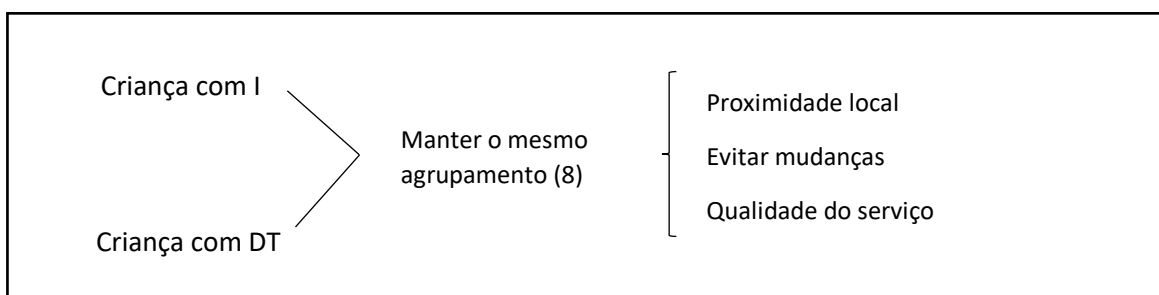 Criança com I
Criança com DT
Manter o mesmo
agrupamento (8)
Proximidade local
Evitar mudanças
Qualidade do serviço